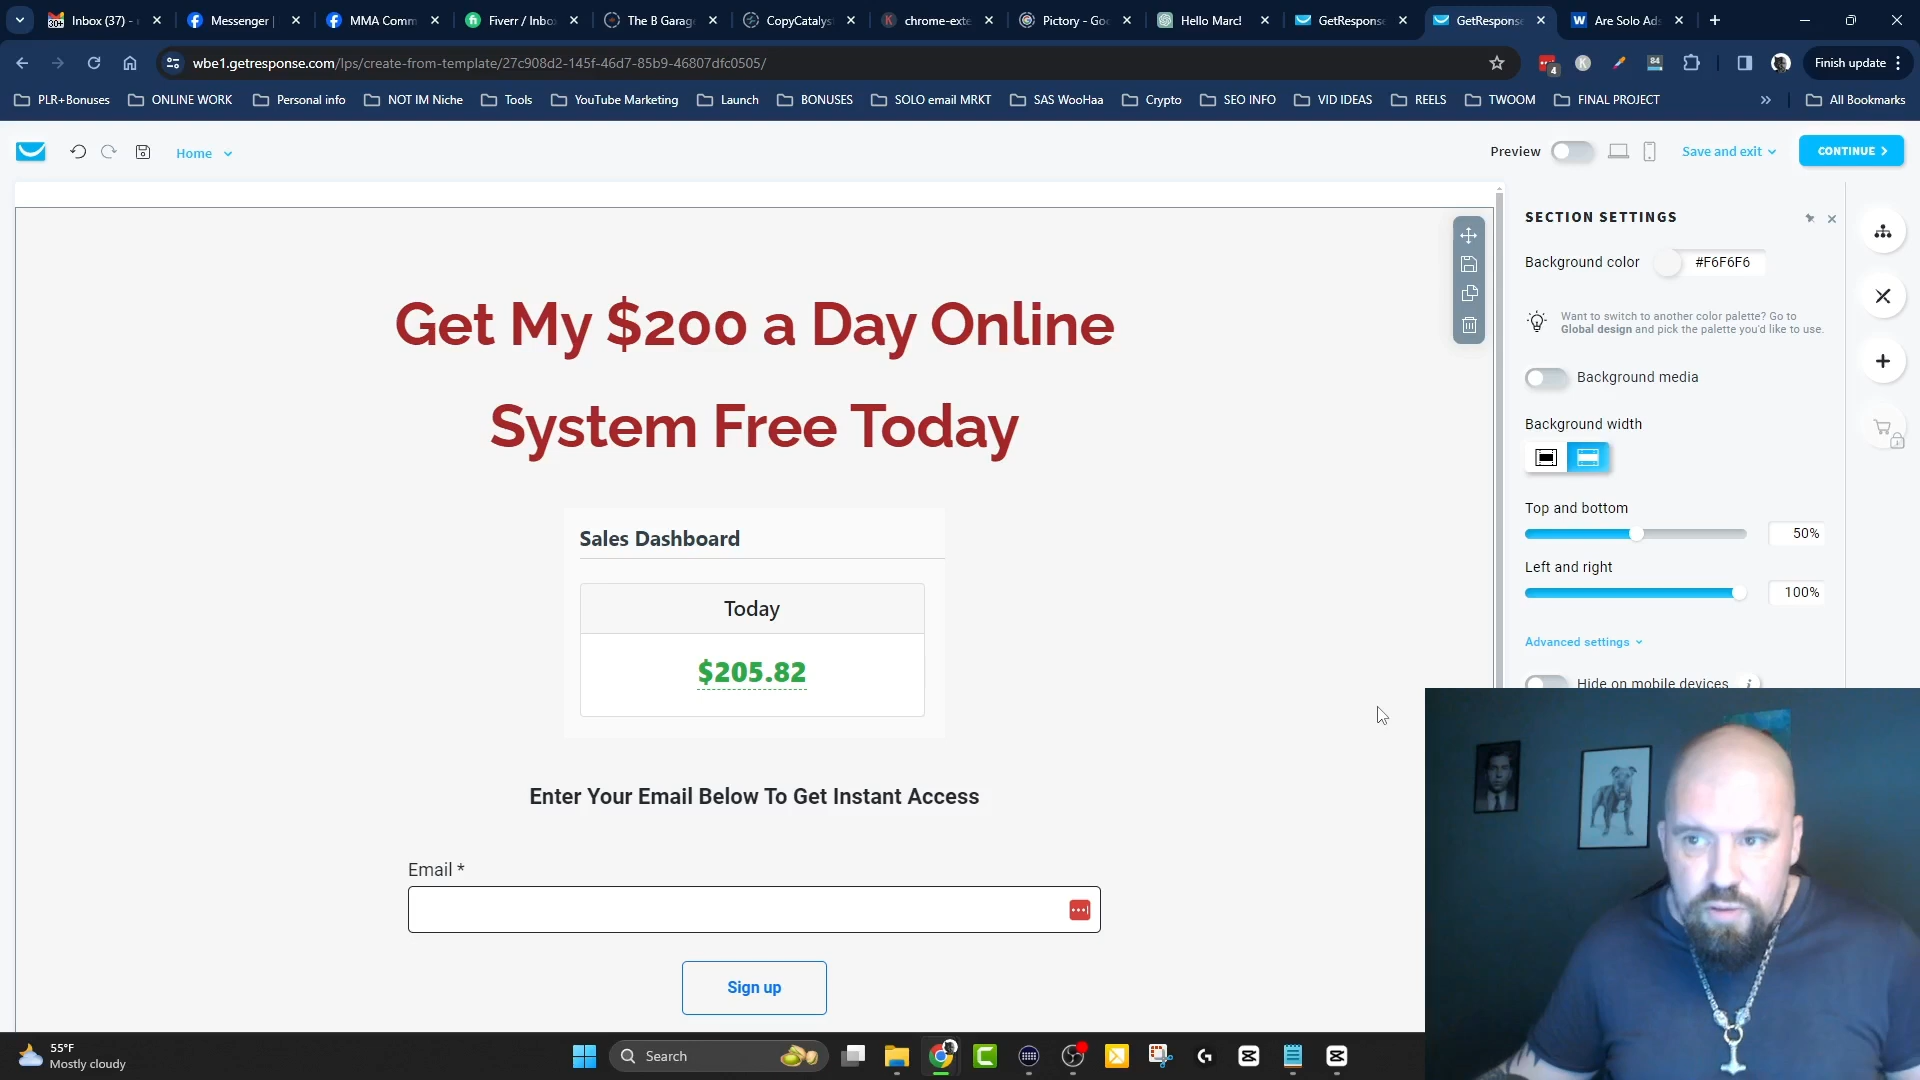 Inbox (37) -
Messenger |
MMA Comm
Fiverr / Inbo
The B Garag
CopyCatalys
chrome-exte
Pictory - Go
Hello Marc!
GetResponse
GetResponse
Are Solo Ads
wbe1.getresponse.com/lps/create-from-template/27c908d2-145f-46d7-85b9-46807dfc0505/
4
84
Finish update
PLR+Bonuses
ONLINE WORK
Personal info
NOT IM Niche
Tools
YouTube Marketing
Launch
BONUSES
SOLO email MRKT
SAS WooHaa
Crypto
SEO INFO
VID IDEAS
REELS
TWOOM
FINAL PROJECT
All Bookmarks
Home
Preview
Save and exit
CONTINUE
SECTION SETTINGS
Background color
#F6F6F6
Want to switch to another color palette? Go to
Global design and pick the palette you'd like to use.
Background media
Background width
Top and bottom
50%
Left and right
100%
Advanced settings
Hide on mobile devices
Get My $200 a Day Online
System Free Today
Sales Dashboard
Today
$205.82
Enter Your Email Below To Get Instant Access
Email *
Sign up
55°F
Mostly cloudy
Search